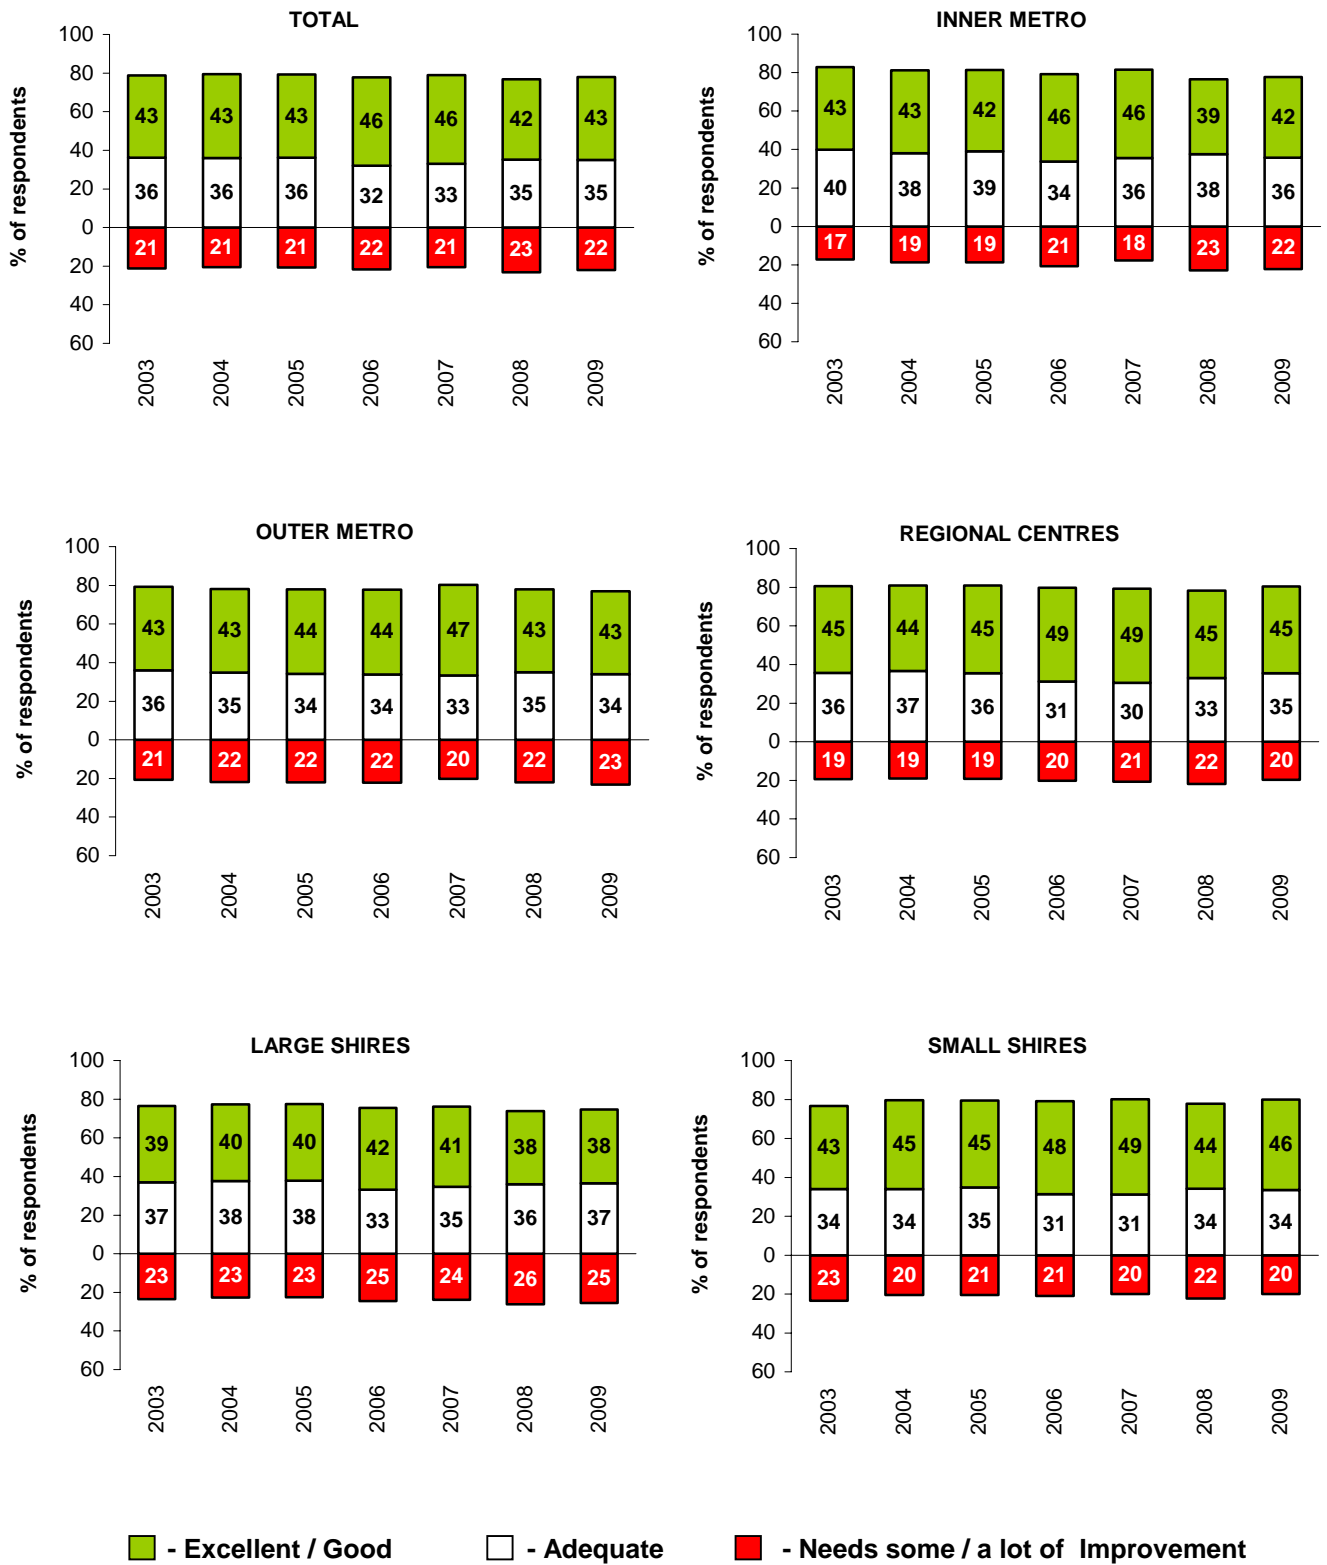 TOTAL
% of respondents
100
80
60
40
20
0
20
40
60
43 43 43 46 46 42 43
36 36 36 32 33 35 35
21 21 21 22 21 23 22
2003 2004 2005 2006 2007 2008 2009
INNER METRO
% of respondents
100
80
60
40
20
0
20
40
60
43 43 42 46 46 39 42
40 38 39 34 36 38 36
17 19 19 21 18 23 22
2003 2004 2005 2006 2007 2008 2009
OUTER METRO
% of respondents
100
80
60
40
20
0
20
40
60
43 43 44 44 47 43 43
36 35 34 34 33 35 34
21 22 22 22 20 22 23
2003 2004 2005 2006 2007 2008 2009
REGIONAL CENTRES
% of respondents
100
80
60
40
20
0
20
40
60
45 44 45 49 49 45 45
36 37 36 31 30 33 35
19 19 19 20 21 22 20
2003 2004 2005 2006 2007 2008 2009
LARGE SHIRES
% of respondents
100
80
60
40
20
0
20
40
60
39 40 40 42 41 38 38
37 38 38 33 35 36 37
23 23 23 25 24 26 25
2003 2004 2005 2006 2007 2008 2009
SMALL SHIRES
% of respondents
100
80
60
40
20
0
20
40
60
43 45 45 48 49 44 46
34 34 35 31 31 34 34
23 20 21 21 20 22 20
2003 2004 2005 2006 2007 2008 2009
- Excellent / Good - Adequate - Needs some / a lot of Improvement